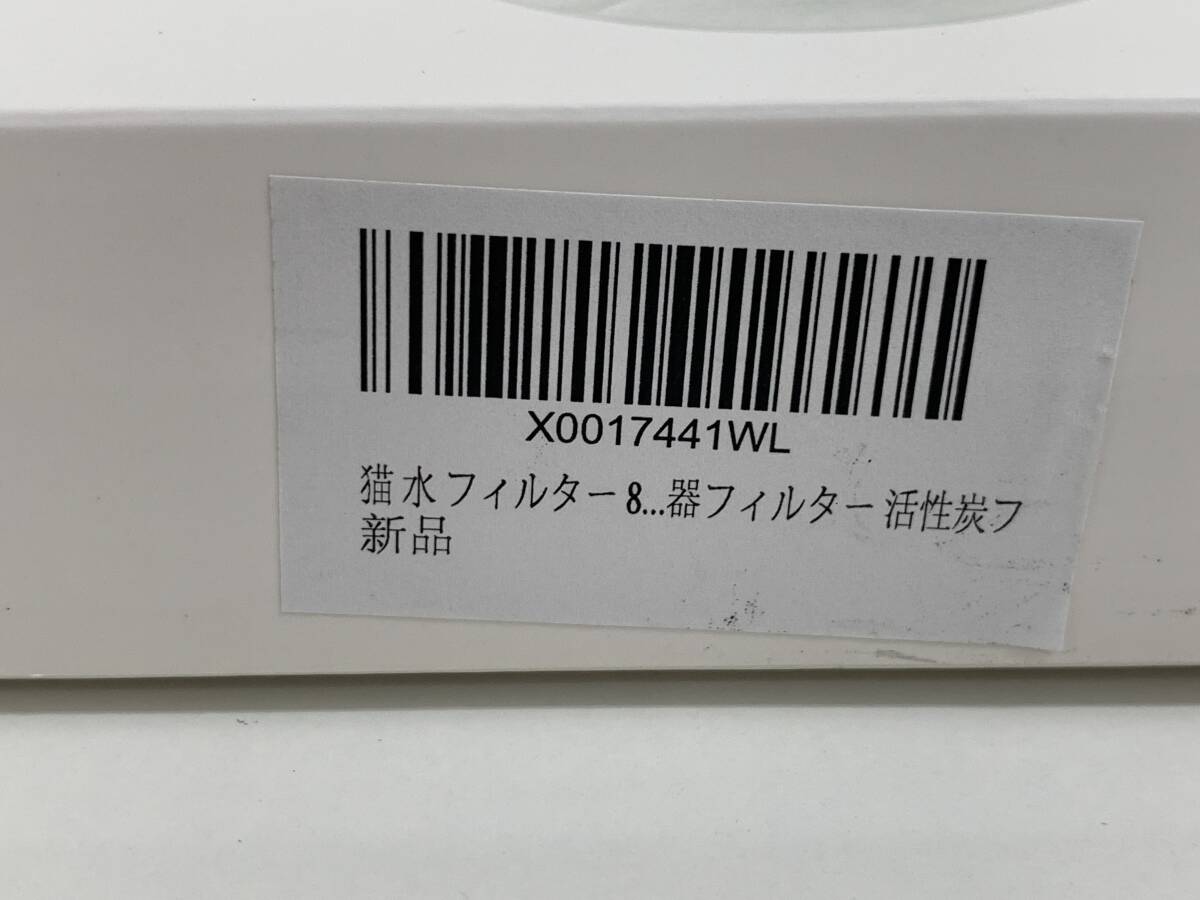 X0017441WL
猫水フィルター 8...器フィルター 活性炭フ
新品